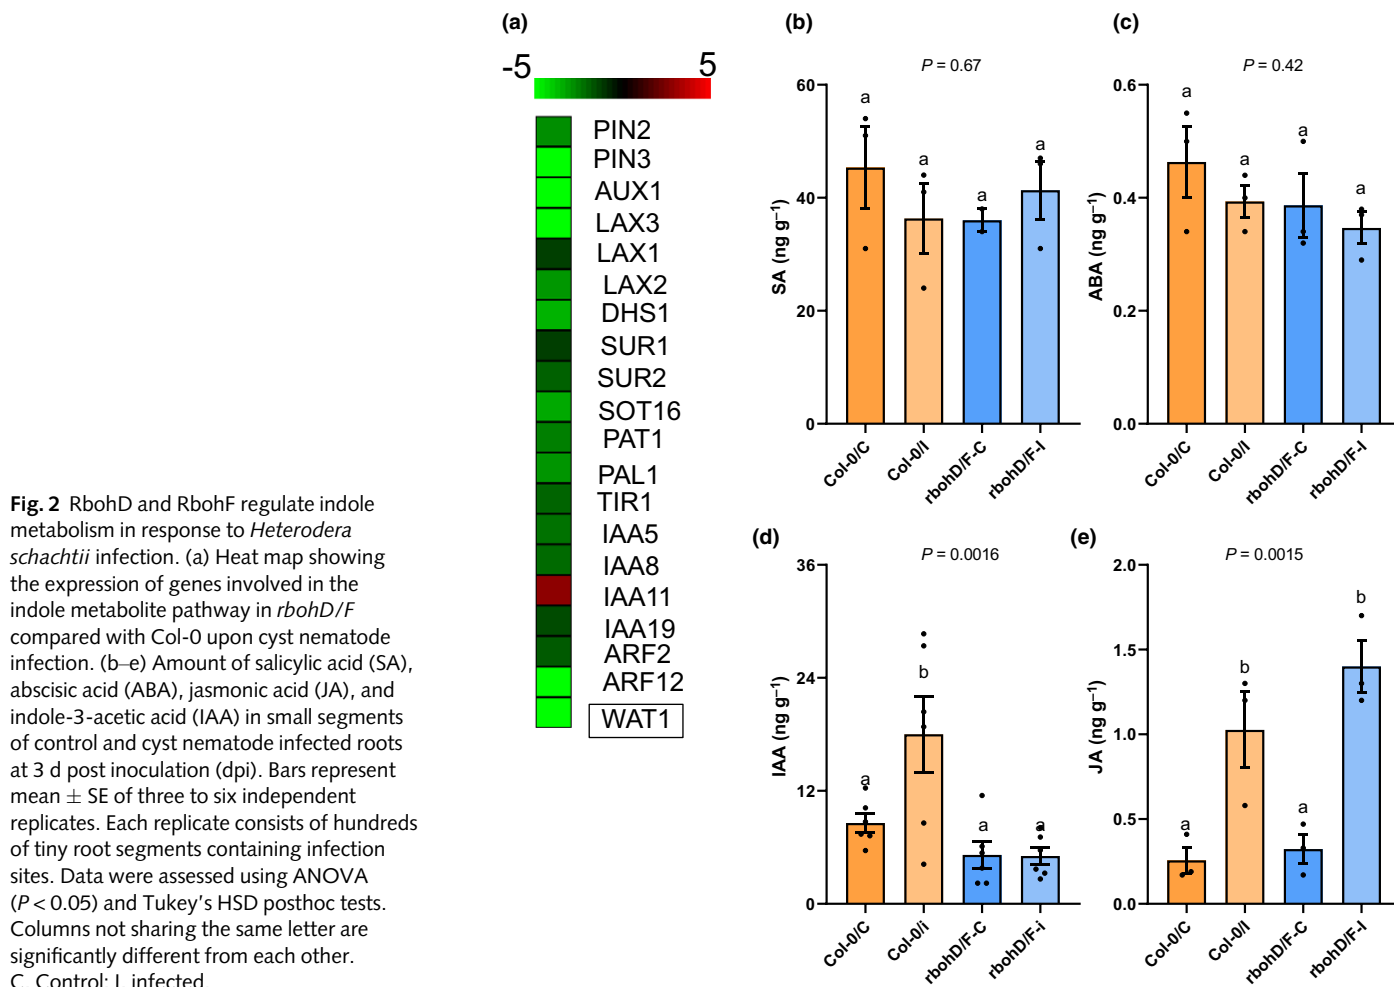 (a)
-5 5
PIN2
PIN3
AUX1
LAX3
LAX1
LAX2
DHS1
SUR1
SUR2
SOT16
PAT1
PAL1
TIR1
IAA5
IAA8
IAA11
IAA19
ARF2
ARF12
WAT1
(b)
P = 0.67
SA (ng g⁻¹)
60
40
20
0
a a a a
Col-0/C Col-0/I rbohD/F-C rbohD/F-I
(c)
P = 0.42
ABA (ng g⁻¹)
0.6
0.4
0.2
0.0
a a a a
Col-0/C Col-0/I rbohD/F-C rbohD/F-I
(d)
P = 0.0016
IAA (ng g⁻¹)
36
24
12
0
a b a a
Col-0/C Col-0/i rbohD/F-C rbohD/F-i
(e)
P = 0.0015
JA (ng g⁻¹)
2.0
1.5
1.0
0.5
0.0
a b a b
Col-0/C Col-0/I rbohD/F-C rbohD/F-I
Fig. 2 RbohD and RbohF regulate indole
metabolism in response to Heterodera
schachtii infection. (a) Heat map showing
the expression of genes involved in the
indole metabolite pathway in rbohD/F
compared with Col-0 upon cyst nematode
infection. (b–e) Amount of salicylic acid (SA),
abscisic acid (ABA), jasmonic acid (JA), and
indole-3-acetic acid (IAA) in small segments
of control and cyst nematode infected roots
at 3 d post inoculation (dpi). Bars represent
mean ± SE of three to six independent
replicates. Each replicate consists of hundreds
of tiny root segments containing infection
sites. Data were assessed using ANOVA
(P < 0.05) and Tukey's HSD posthoc tests.
Columns not sharing the same letter are
significantly different from each other.
C, Control; I, infected.